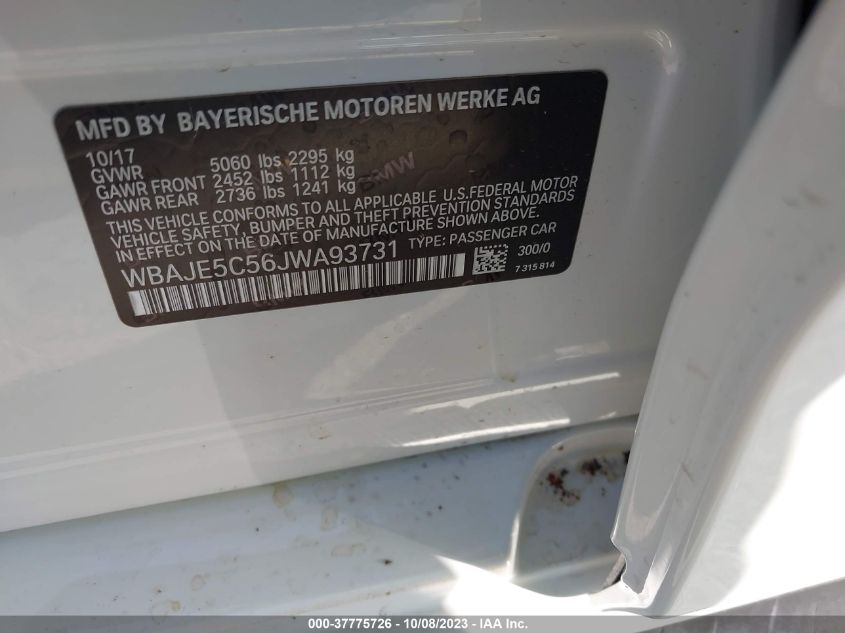 MFD BY BAYERISCHE MOTOREN WERKE AG
10/17
GVWR 5060 lbs 2295 kg
GAWR FRONT 2452 lbs 1112 kg
GAWR REAR 2736 lbs 1241 kg
THIS VEHICLE CONFORMS TO ALL APPLICABLE U.S.FEDERAL MOTOR
VEHICLE SAFETY, BUMPER AND THEFT PREVENTION STANDARDS
IN EFFECT ON THE DATE OF MANUFACTURE SHOWN ABOVE.
WBAJE5C56JWA93731 TYPE: PASSENGER CAR
300/0
7 315 814
BMW
000-37775726 - 10/08/2023 - IAA Inc.